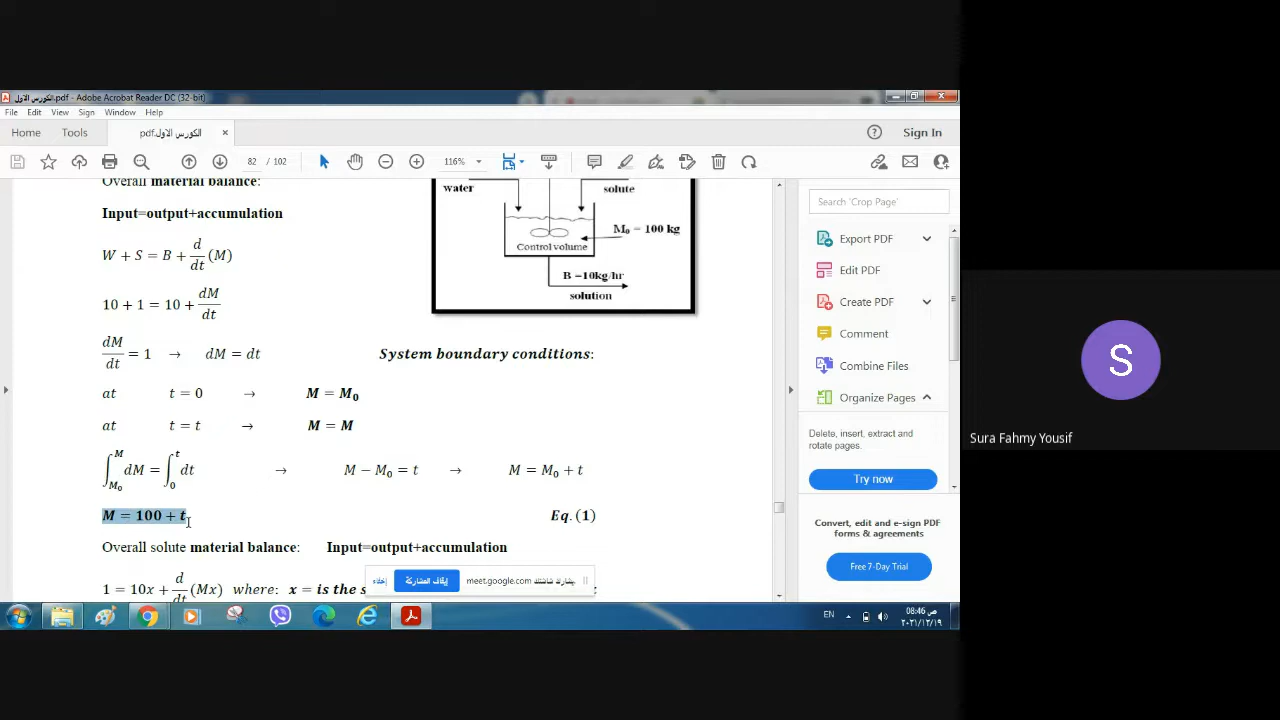 الكورس الاول.pdf - Adobe Acrobat Reader DC (32-bit)
File Edit View Sign Window Help
Home Tools الكورس الاول.pdf × Sign In
82 / 102 116%
Overall material balance:
Input=output+accumulation
W + S = B + d/dt (M)
10 + 1 = 10 + dM/dt
dM/dt = 1 → dM = dt System boundary conditions:
at t = 0 → M = M₀
at t = t → M = M
∫_{M₀}^{M} dM = ∫_0^t dt → M − M₀ = t → M = M₀ + t
M = 100 + t Eq. (1)
Overall solute material balance: Input=output+accumulation
1 = 10x + d/dt (Mx) where: x = is the s
water
solute
M₀ = 100 kg
Control volume
B =10kg/hr
solution
Search 'Crop Page'
Export PDF
Edit PDF
Create PDF
Comment
Combine Files
Organize Pages
Delete, insert, extract and
rotate pages.
Try now
Convert, edit and e-sign PDF
forms & agreements
Free 7-Day Trial
meet.google.com
إيقاف المشاركة
إخفاء
EN
08:46 ص
٢٠٢١/١٢/١٩
S
Sura Fahmy Yousif